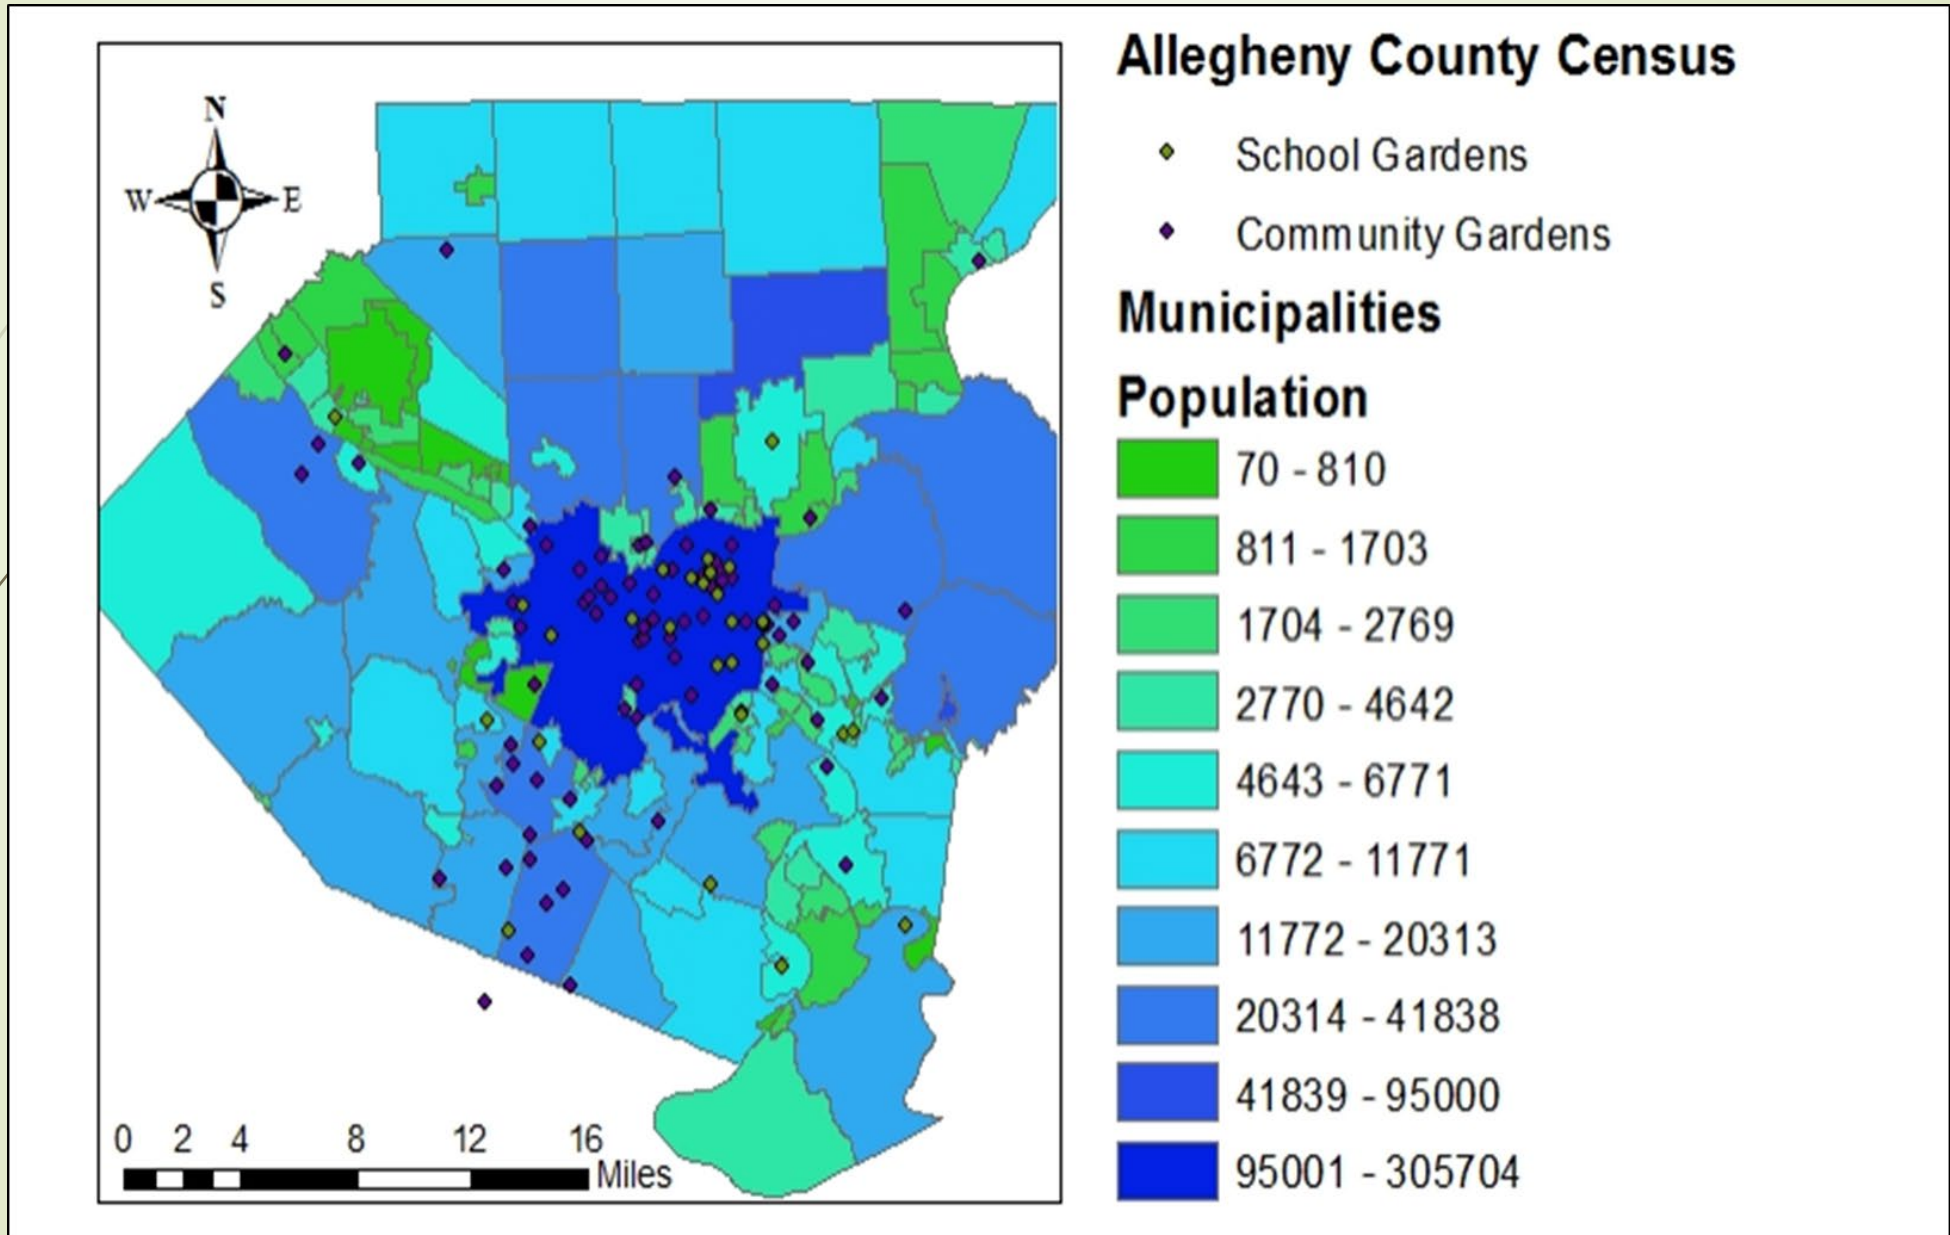 N
W E
S
0 2 4 8 12 16
Miles
Allegheny County Census
School Gardens
Community Gardens
Municipalities
Population
70 - 810
811 - 1703
1704 - 2769
2770 - 4642
4643 - 6771
6772 - 11771
11772 - 20313
20314 - 41838
41839 - 95000
95001 - 305704